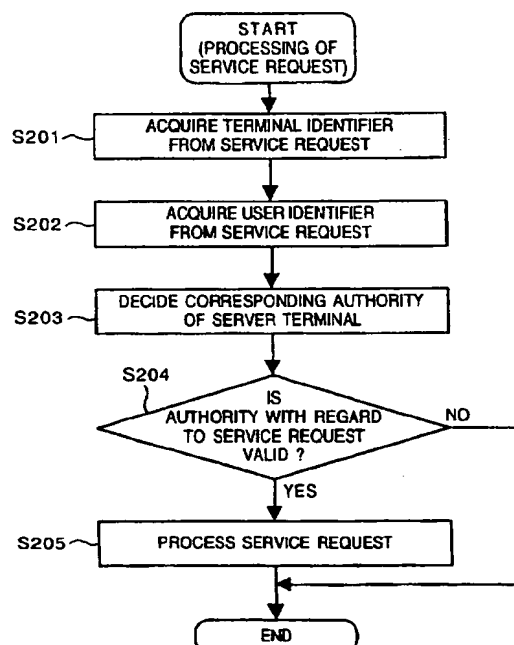 START
(PROCESSING OF
SERVICE REQUEST)
S201
ACQUIRE TERMINAL IDENTIFIER
FROM SERVICE REQUEST
S202
ACQUIRE USER IDENTIFIER
FROM SERVICE REQUEST
S203
DECIDE CORRESPONDING AUTHORITY
OF SERVER TERMINAL
S204
IS
AUTHORITY WITH REGARD
TO SERVICE REQUEST
VALID ?
NO
YES
S205
PROCESS SERVICE REQUEST
END